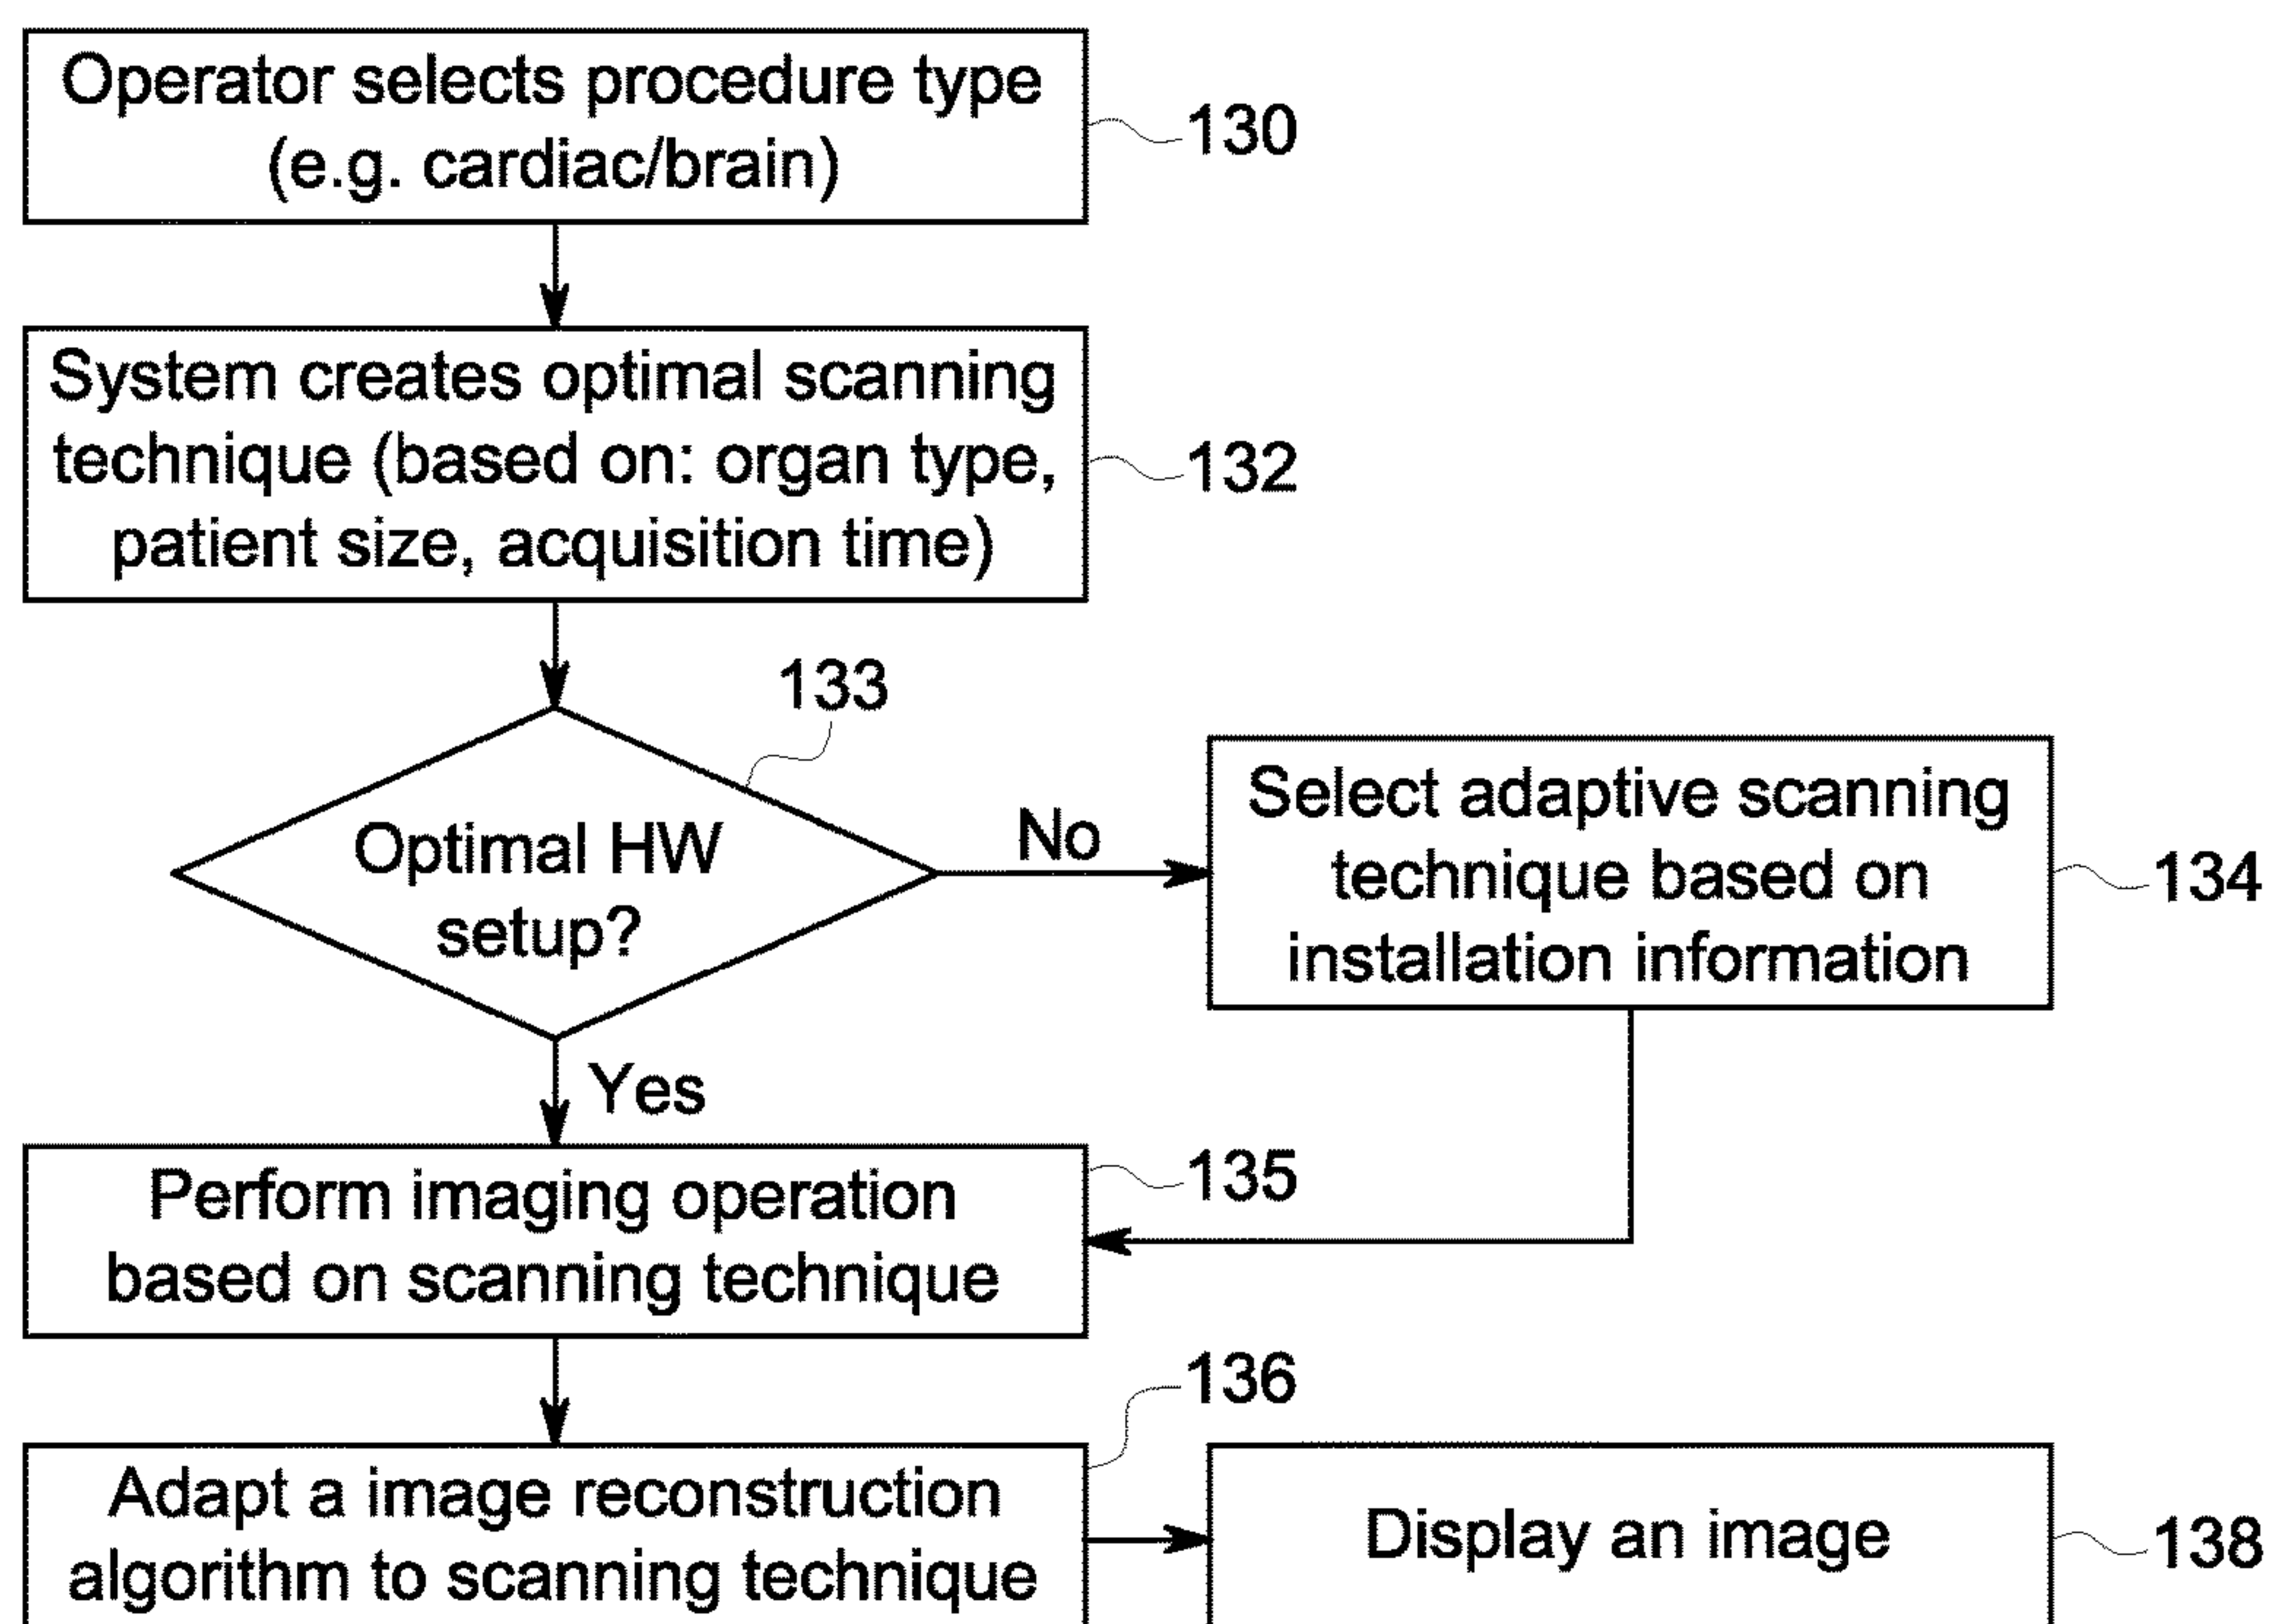 Operator selects procedure type
(e.g. cardiac/brain)
130
System creates optimal scanning
technique (based on: organ type,
patient size, acquisition time)
132
133
Optimal HW
setup?
No
Select adaptive scanning
technique based on
installation information
134
Yes
Perform imaging operation
based on scanning technique
135
136
Adapt a image reconstruction
algorithm to scanning technique
Display an image
138